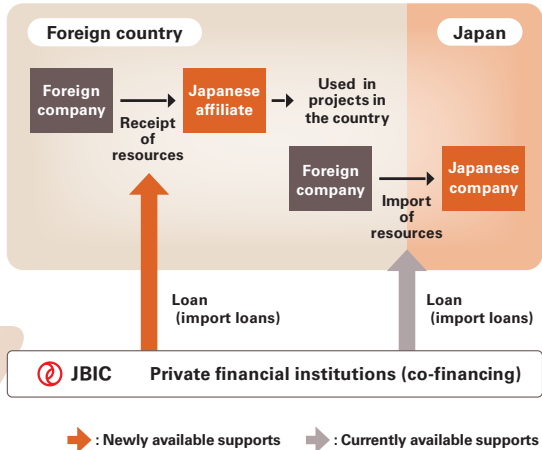 Foreign country
Japan
Foreign
company
Receipt
of
resources
Japanese
affiliate
Used in
projects in
the country
Foreign
company
Import
of
resources
Japanese
company
Loan
(import loans)
Loan
(import loans)
JBIC Private financial institutions (co-financing)
: Newly available supports : Currently available supports